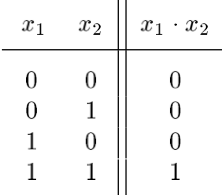 x₁ x₂ x₁ · x₂
0 0 0
0 1 0
1 0 0
1 1 1